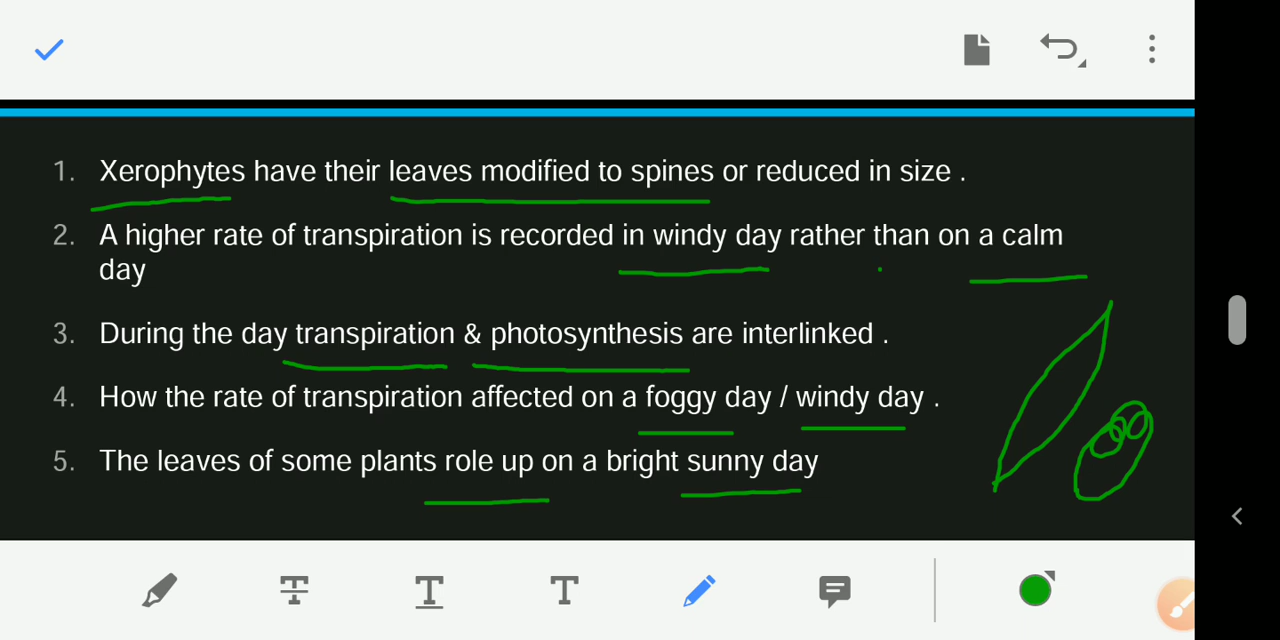 1. Xerophytes have their leaves modified to spines or reduced in size .
2. A higher rate of transpiration is recorded in windy day rather than on a calm
day
3. During the day transpiration & photosynthesis are interlinked .
4. How the rate of transpiration affected on a foggy day / windy day .
5. The leaves of some plants role up on a bright sunny day